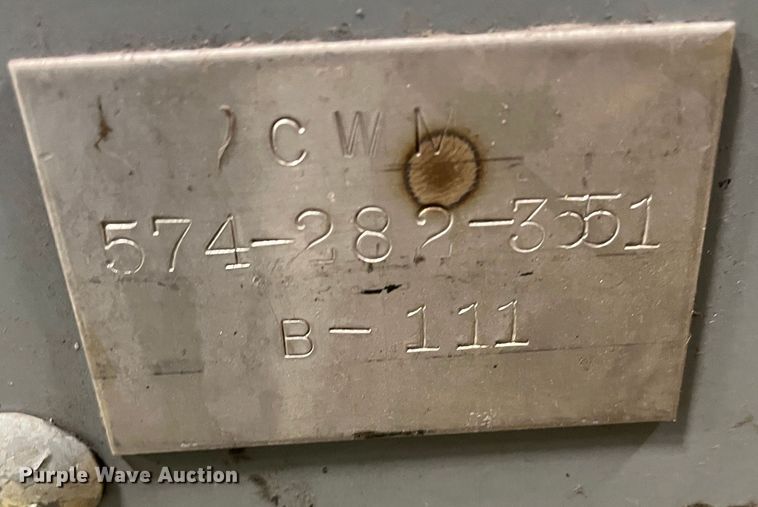 CWM
574-282-3551
B-111
Purple Wave Auction